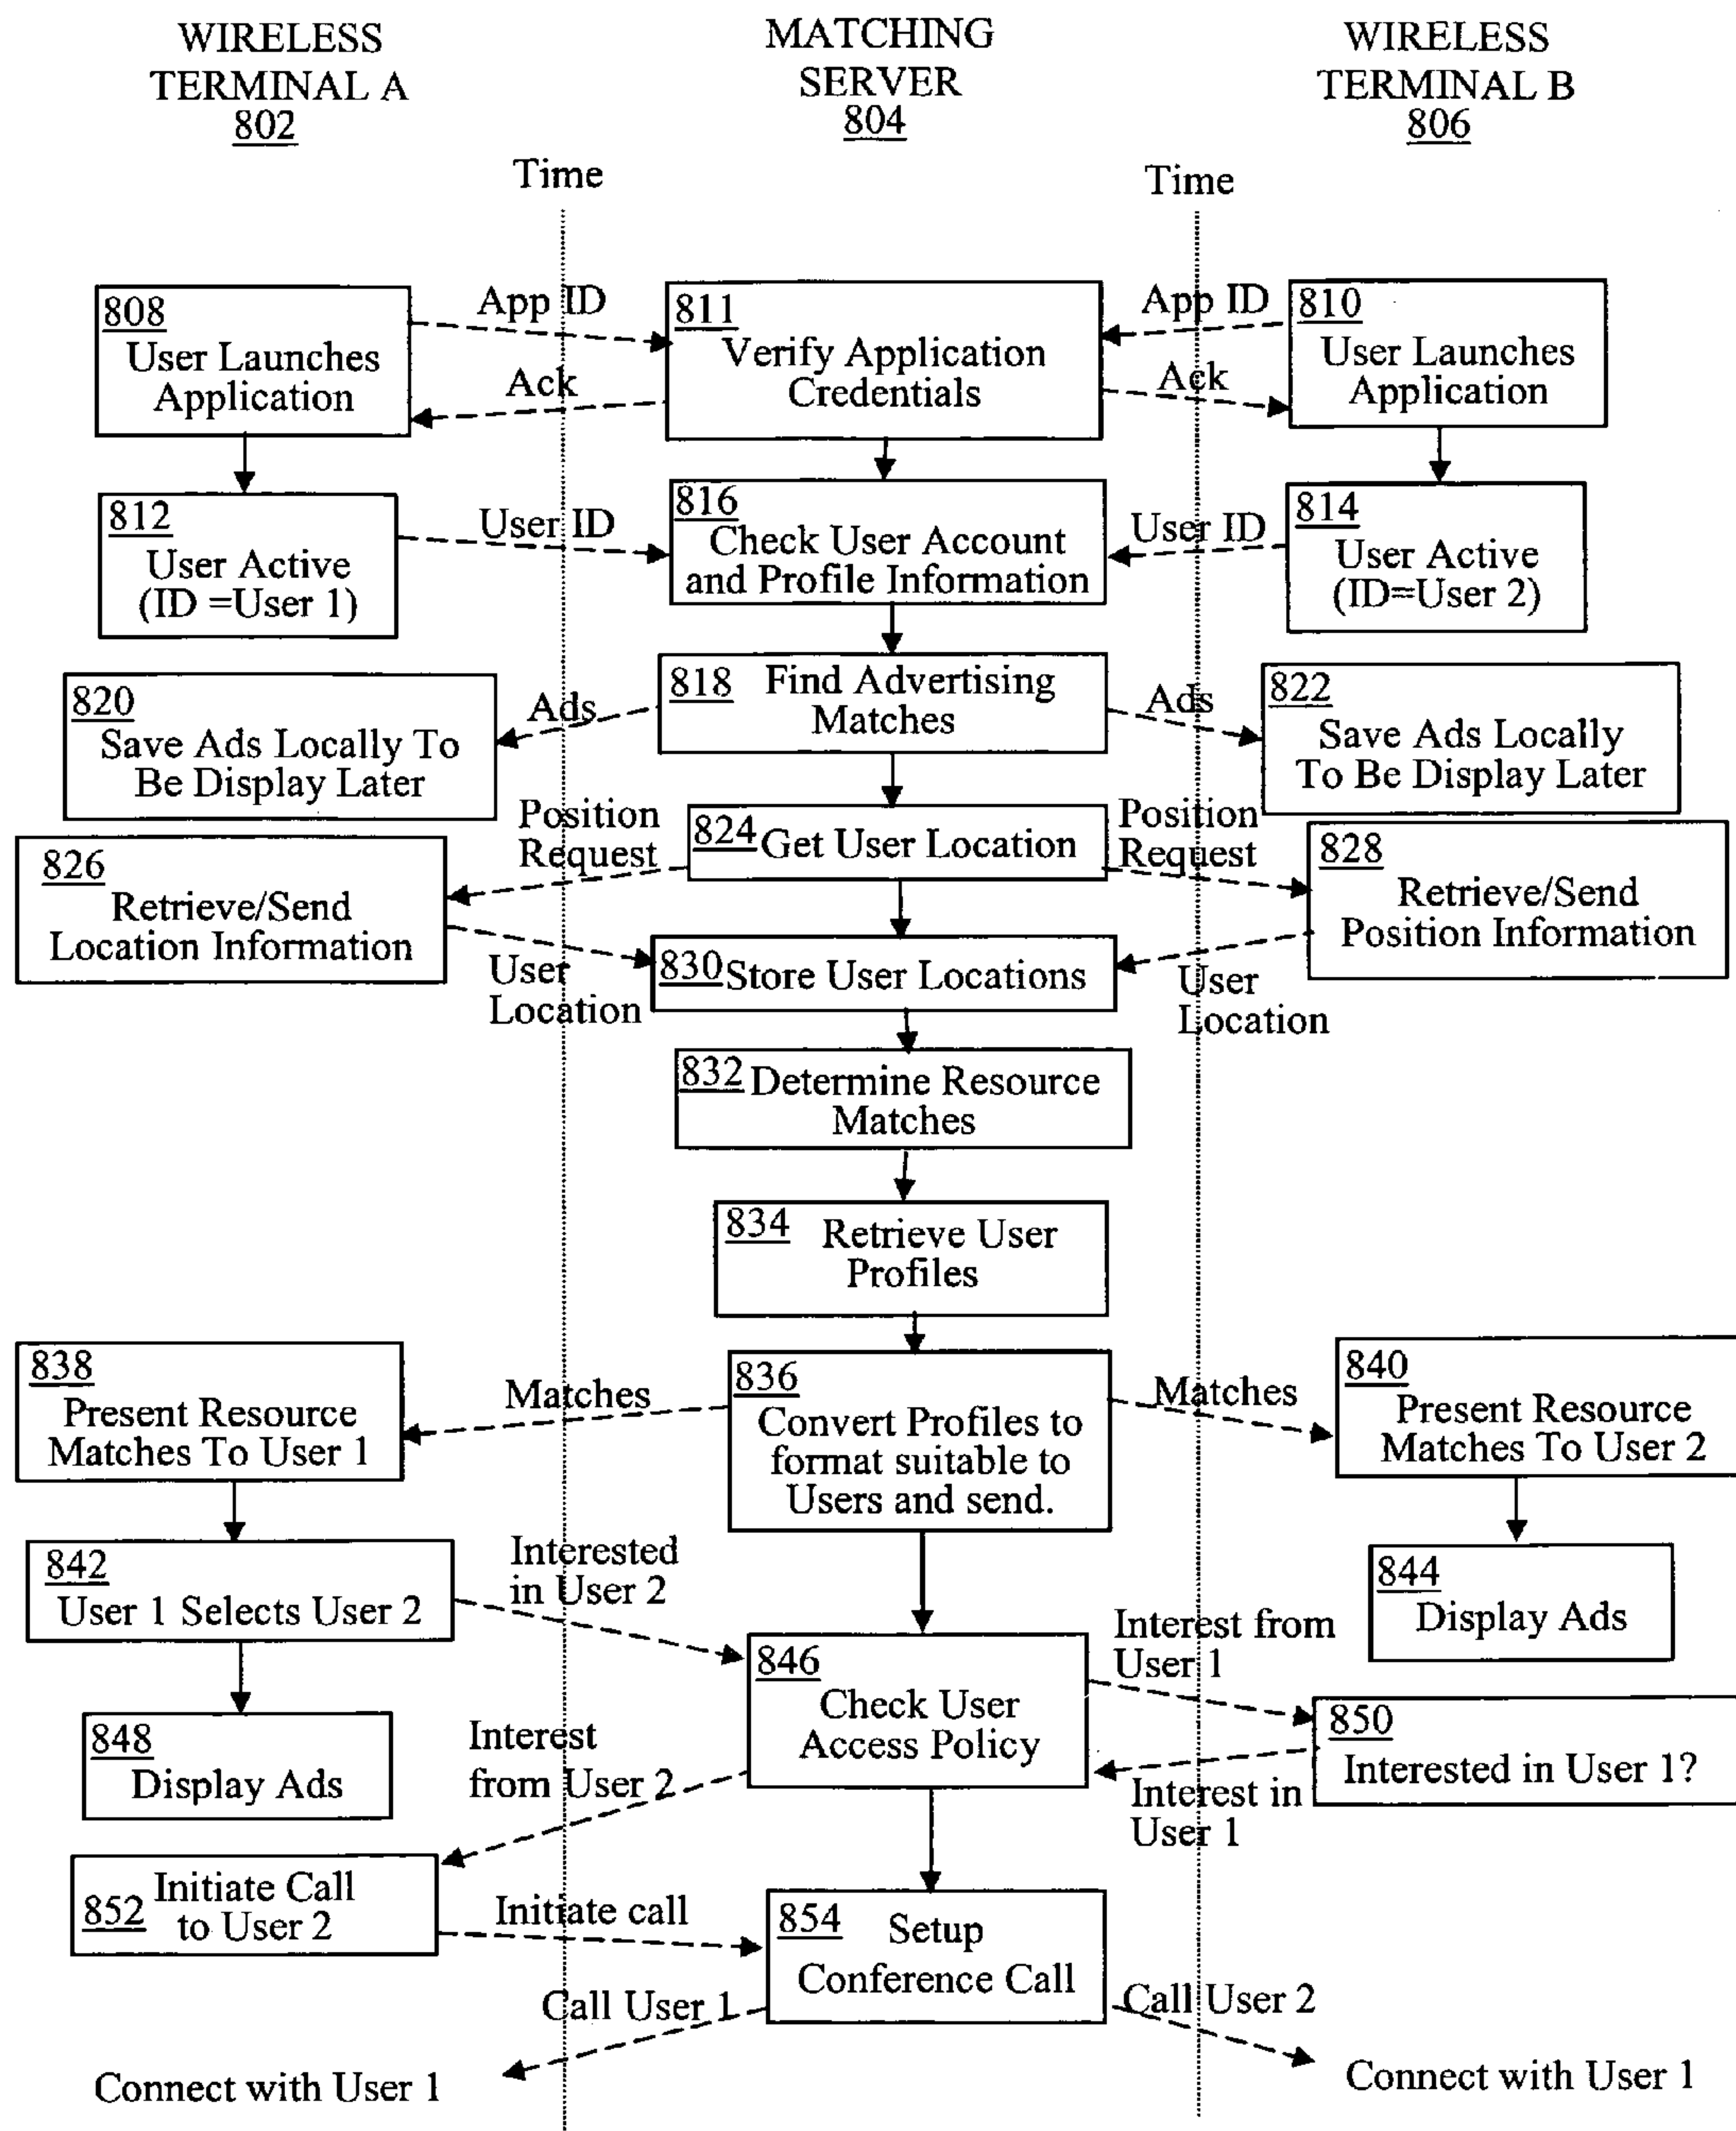 WIRELESS
TERMINAL A
802
MATCHING
SERVER
804
WIRELESS
TERMINAL B
806
Time
Time
808
User Launches
Application
App ID
Ack
811
Verify Application
Credentials
App ID
Ack
810
User Launches
Application
812
User Active
(ID =User 1)
User ID
816
Check User Account
and Profile Information
User ID
814
User Active
(ID=User 2)
820
Save Ads Locally To
Be Display Later
Ads
818 Find Advertising
Matches
Ads
822
Save Ads Locally
To Be Display Later
Position
Request
824 Get User Location
Position
Request
826
Retrieve/Send
Location Information
828
Retrieve/Send
Position Information
User
Location
830 Store User Locations
User
Location
832 Determine Resource
Matches
834 Retrieve User
Profiles
838
Present Resource
Matches To User 1
Matches
836
Convert Profiles to
format suitable to
Users and send.
Matches
840
Present Resource
Matches To User 2
842
User 1 Selects User 2
Interested
in User 2
844
Display Ads
846
Check User
Access Policy
Interest from
User 1
848
Display Ads
Interest
from User 2
850
Interested in User 1?
Interest in
User 1
852 Initiate Call
to User 2
Initiate call
854 Setup
Conference Call
Call User 1
Call User 2
Connect with User 1
Connect with User 1